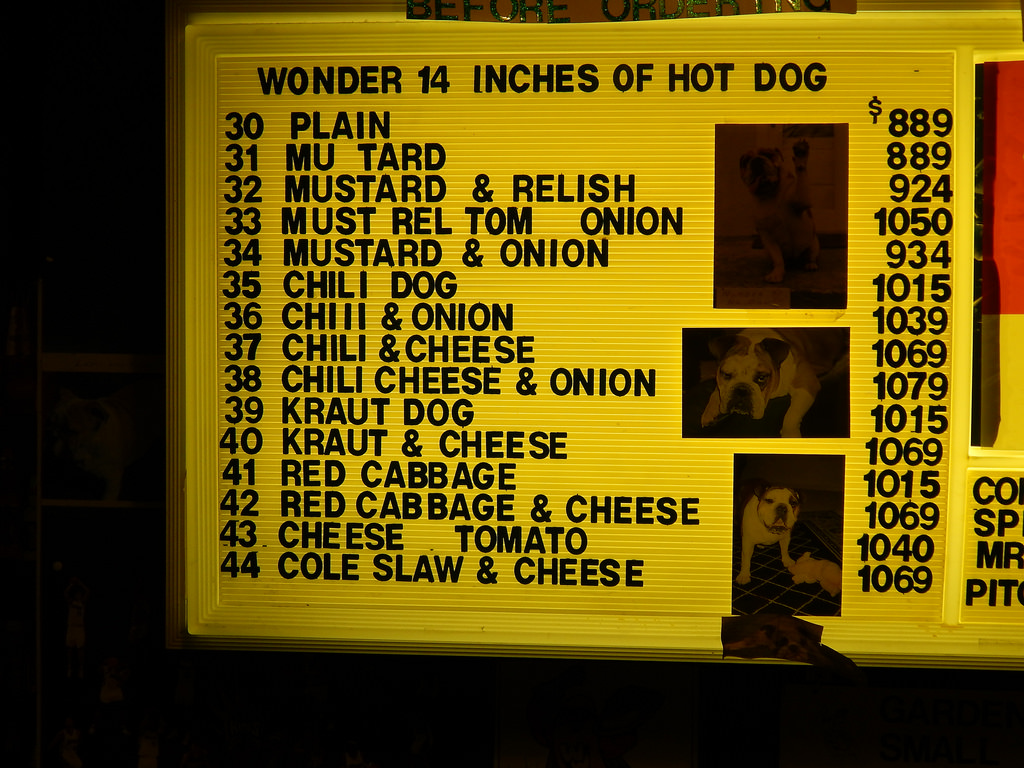 BEFORE ORDERING
WONDER 14 INCHES OF HOT DOG
30 PLAIN $ 889
31 MU TARD 889
32 MUSTARD & RELISH 924
33 MUST REL TOM ONION 1050
34 MUSTARD & ONION 934
35 CHILI DOG 1015
36 CHIII & ONION 1039
37 CHILI & CHEESE 1069
38 CHILI CHEESE & ONION 1079
39 KRAUT DOG 1015
40 KRAUT & CHEESE 1069
41 RED CABBAGE 1015
42 RED CABBAGE & CHEESE 1069
43 CHEESE TOMATO 1040
44 COLE SLAW & CHEESE 1069
COI
SP
MR
PIT
GARDEN
SMALL